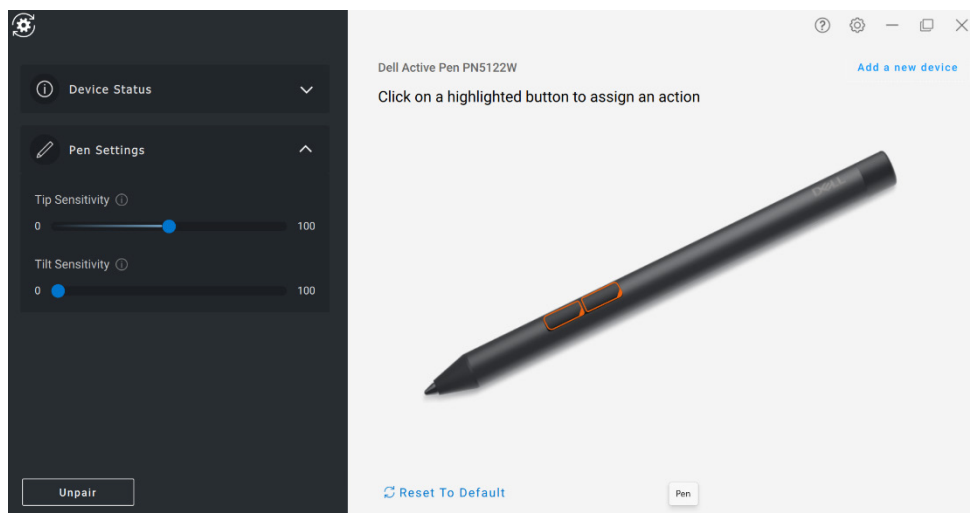 Device Status
Pen Settings
Tip Sensitivity
0 100
Tilt Sensitivity
0 100
Unpair
Dell Active Pen PN5122W
Add a new device
Click on a highlighted button to assign an action
DELL
Reset To Default
Pen